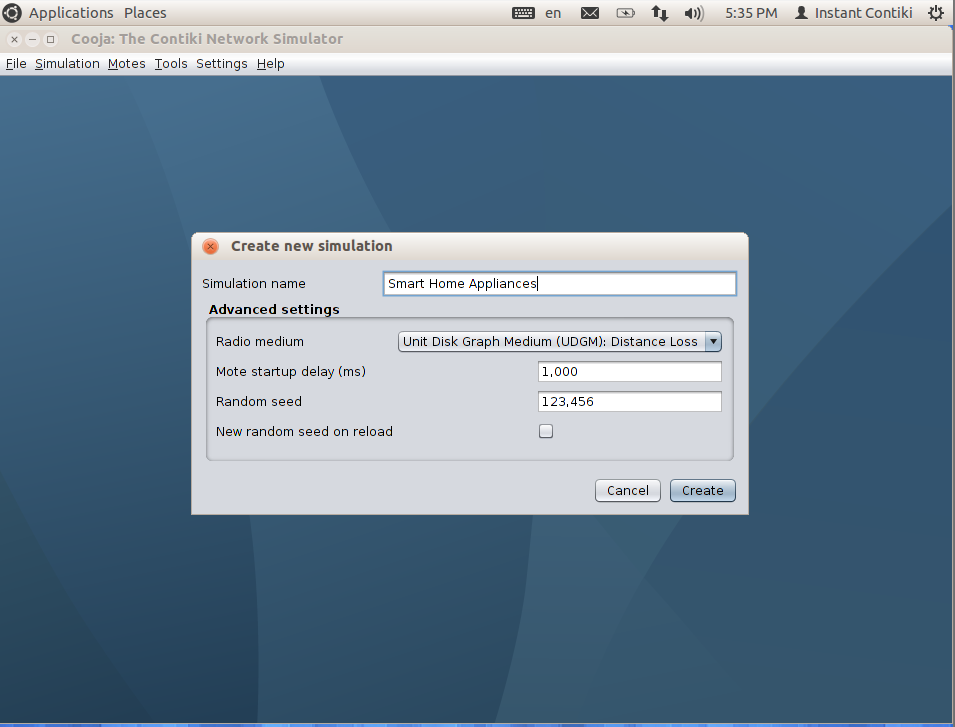 Applications Places en 5:35 PM Instant Contiki
Cooja: The Contiki Network Simulator
File Simulation Motes Tools Settings Help
Create new simulation
Simulation name Smart Home Appliances
Advanced settings
Radio medium Unit Disk Graph Medium (UDGM): Distance Loss
Mote startup delay (ms) 1,000
Random seed 123,456
New random seed on reload
Cancel Create